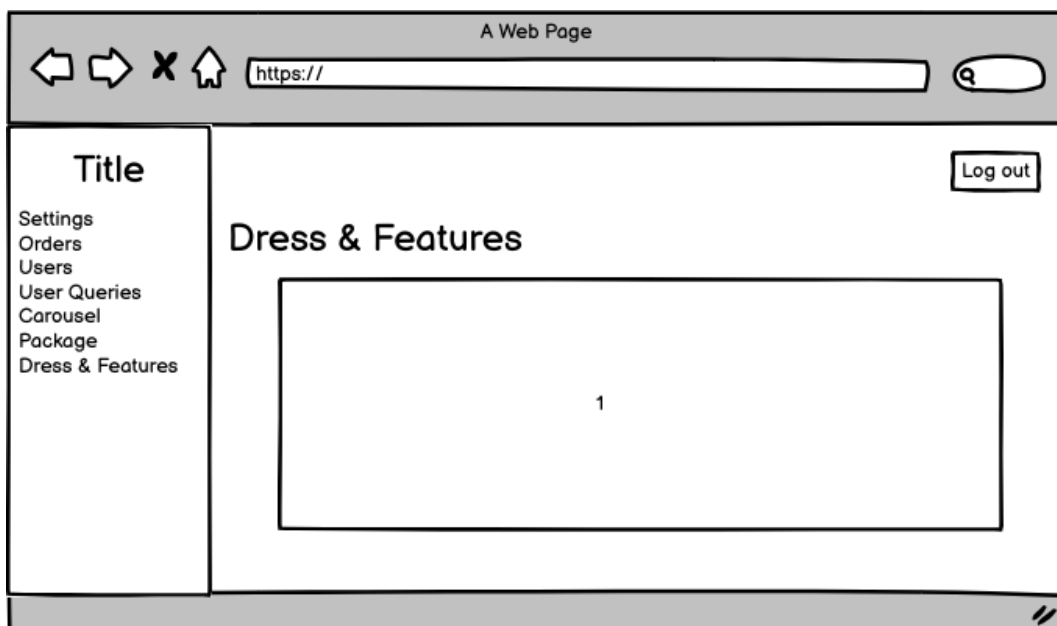 A Web Page
https://
Title
Settings
Orders
Users
User Queries
Carousel
Package
Dress & Features
Log out
Dress & Features
1